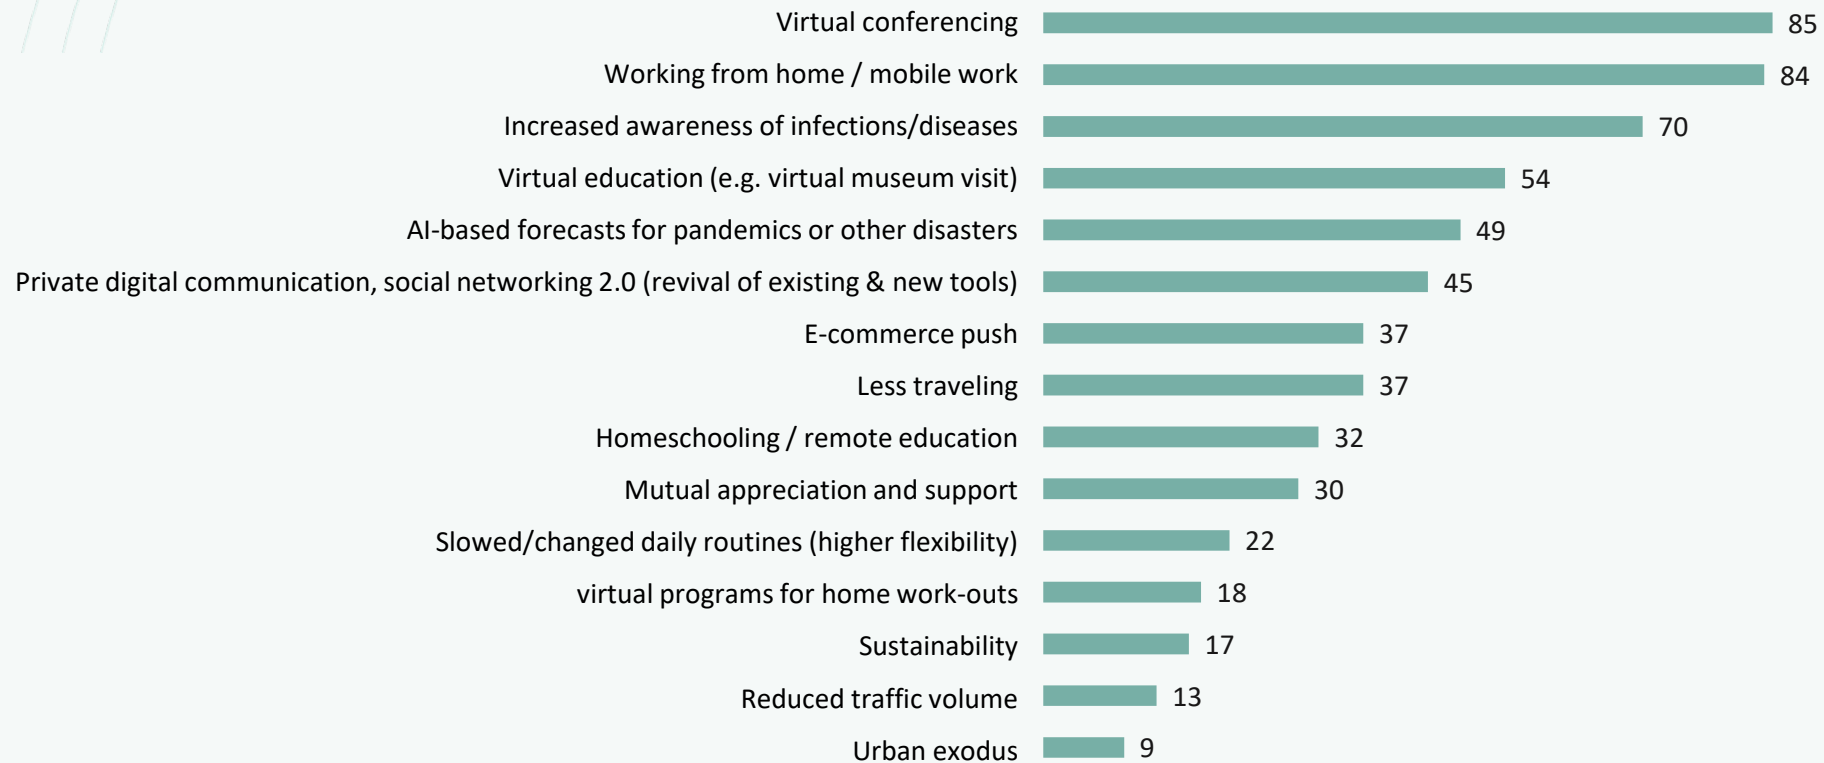 Virtual conferencing 85
Working from home / mobile work 84
Increased awareness of infections/diseases 70
Virtual education (e.g. virtual museum visit) 54
AI-based forecasts for pandemics or other disasters 49
Private digital communication, social networking 2.0 (revival of existing & new tools) 45
E-commerce push 37
Less traveling 37
Homeschooling / remote education 32
Mutual appreciation and support 30
Slowed/changed daily routines (higher flexibility) 22
virtual programs for home work-outs 18
Sustainability 17
Reduced traffic volume 13
Urban exodus 9